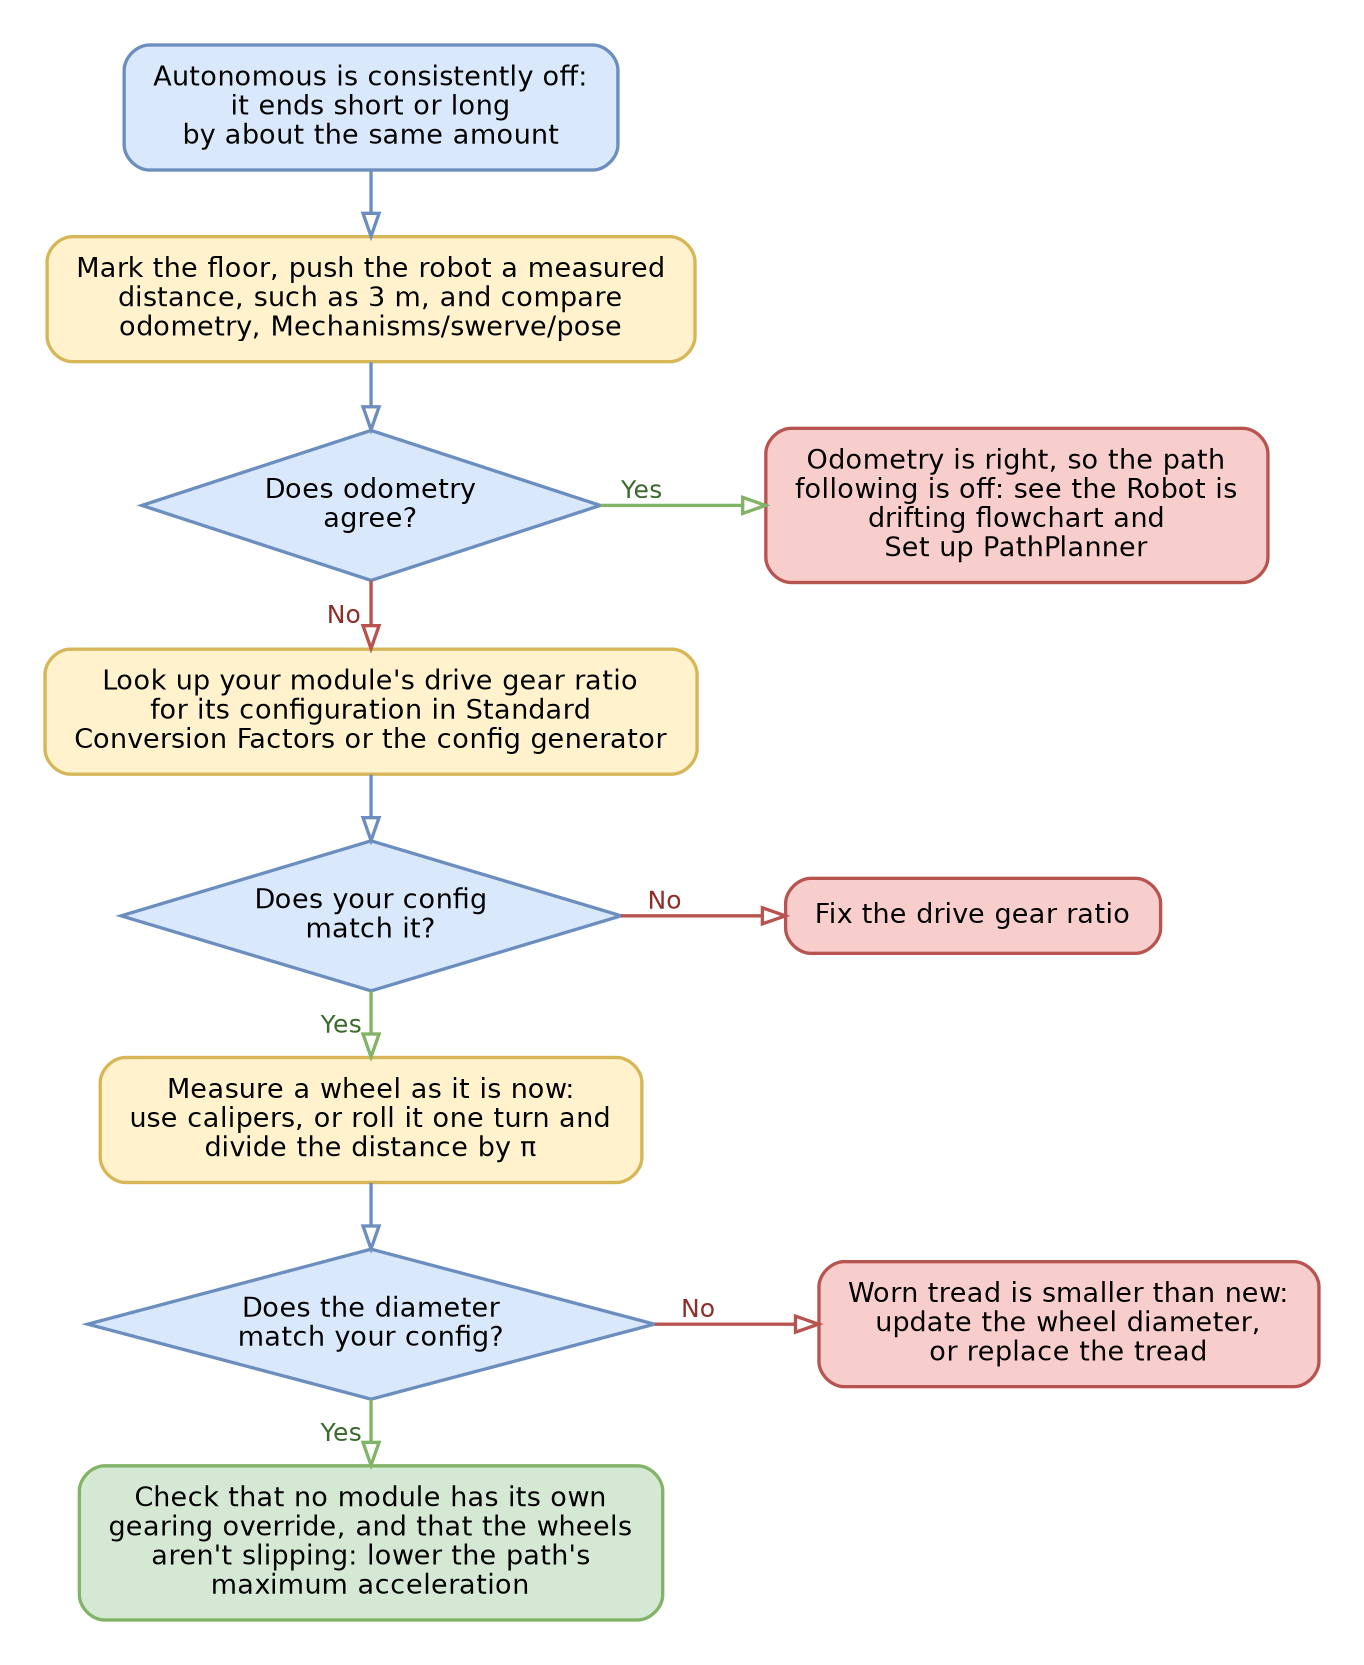 Autonomous is consistently off:
it ends short or long
by about the same amount
Mark the floor, push the robot a measured
distance, such as 3 m, and compare
odometry, Mechanisms/swerve/pose
Does odometry
agree?
Yes
Odometry is right, so the path
following is off: see the Robot is
drifting flowchart and
Set up PathPlanner
No
Look up your module's drive gear ratio
for its configuration in Standard
Conversion Factors or the config generator
Does your config
match it?
No
Fix the drive gear ratio
Yes
Measure a wheel as it is now:
use calipers, or roll it one turn and
divide the distance by π
Does the diameter
match your config?
No
Worn tread is smaller than new:
update the wheel diameter,
or replace the tread
Yes
Check that no module has its own
gearing override, and that the wheels
aren't slipping: lower the path's
maximum acceleration